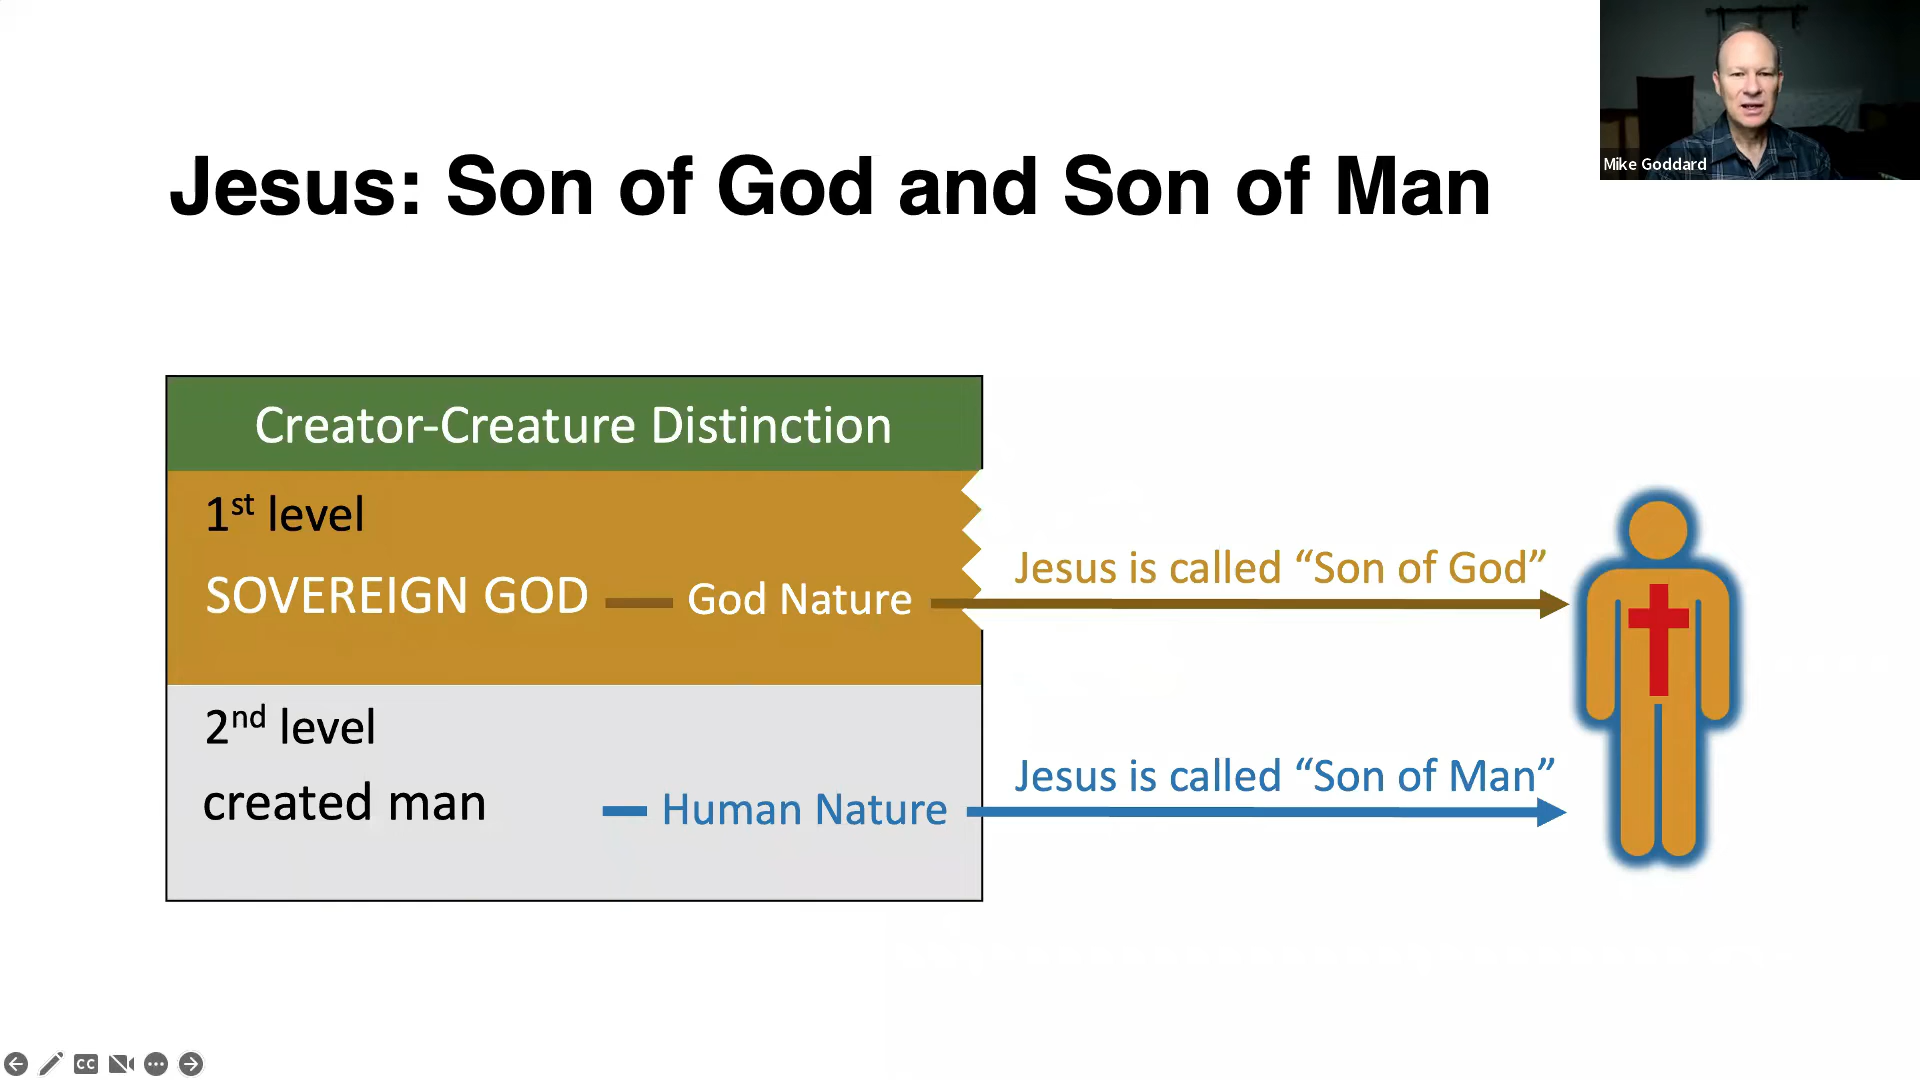 Mike Goddard
Jesus: Son of God and Son of Man
Creator-Creature Distinction
1st level
SOVEREIGN GOD
God Nature
Jesus is called “Son of God”
2nd level
created man
Human Nature
Jesus is called “Son of Man”
CC